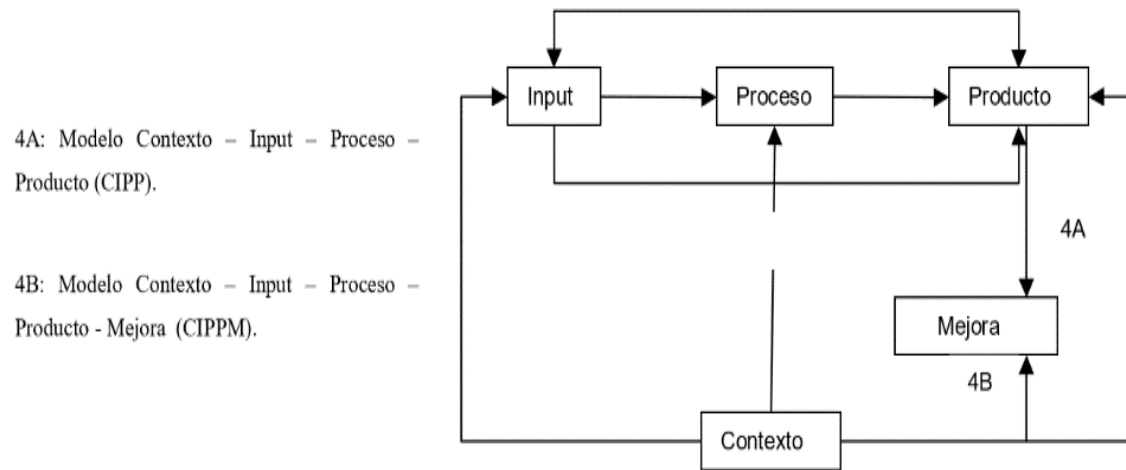 4A: Modelo Contexto – Input – Proceso –
Producto (CIPP).
4B: Modelo Contexto – Input – Proceso –
Producto - Mejora (CIPPM).
Input
Proceso
Producto
4A
Mejora
4B
Contexto